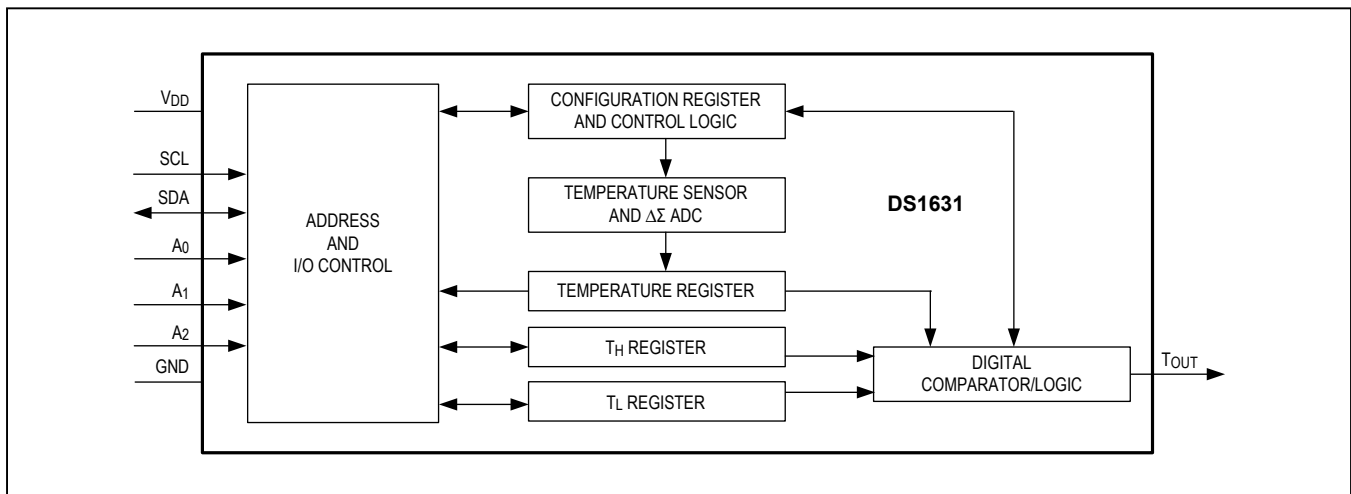 VDD
SCL
SDA
A0
A1
A2
GND
ADDRESS
AND
I/O CONTROL
CONFIGURATION REGISTER
AND CONTROL LOGIC
TEMPERATURE SENSOR
AND ΔΣ ADC
TEMPERATURE REGISTER
TH REGISTER
TL REGISTER
DS1631
DIGITAL
COMPARATOR/LOGIC
TOUT